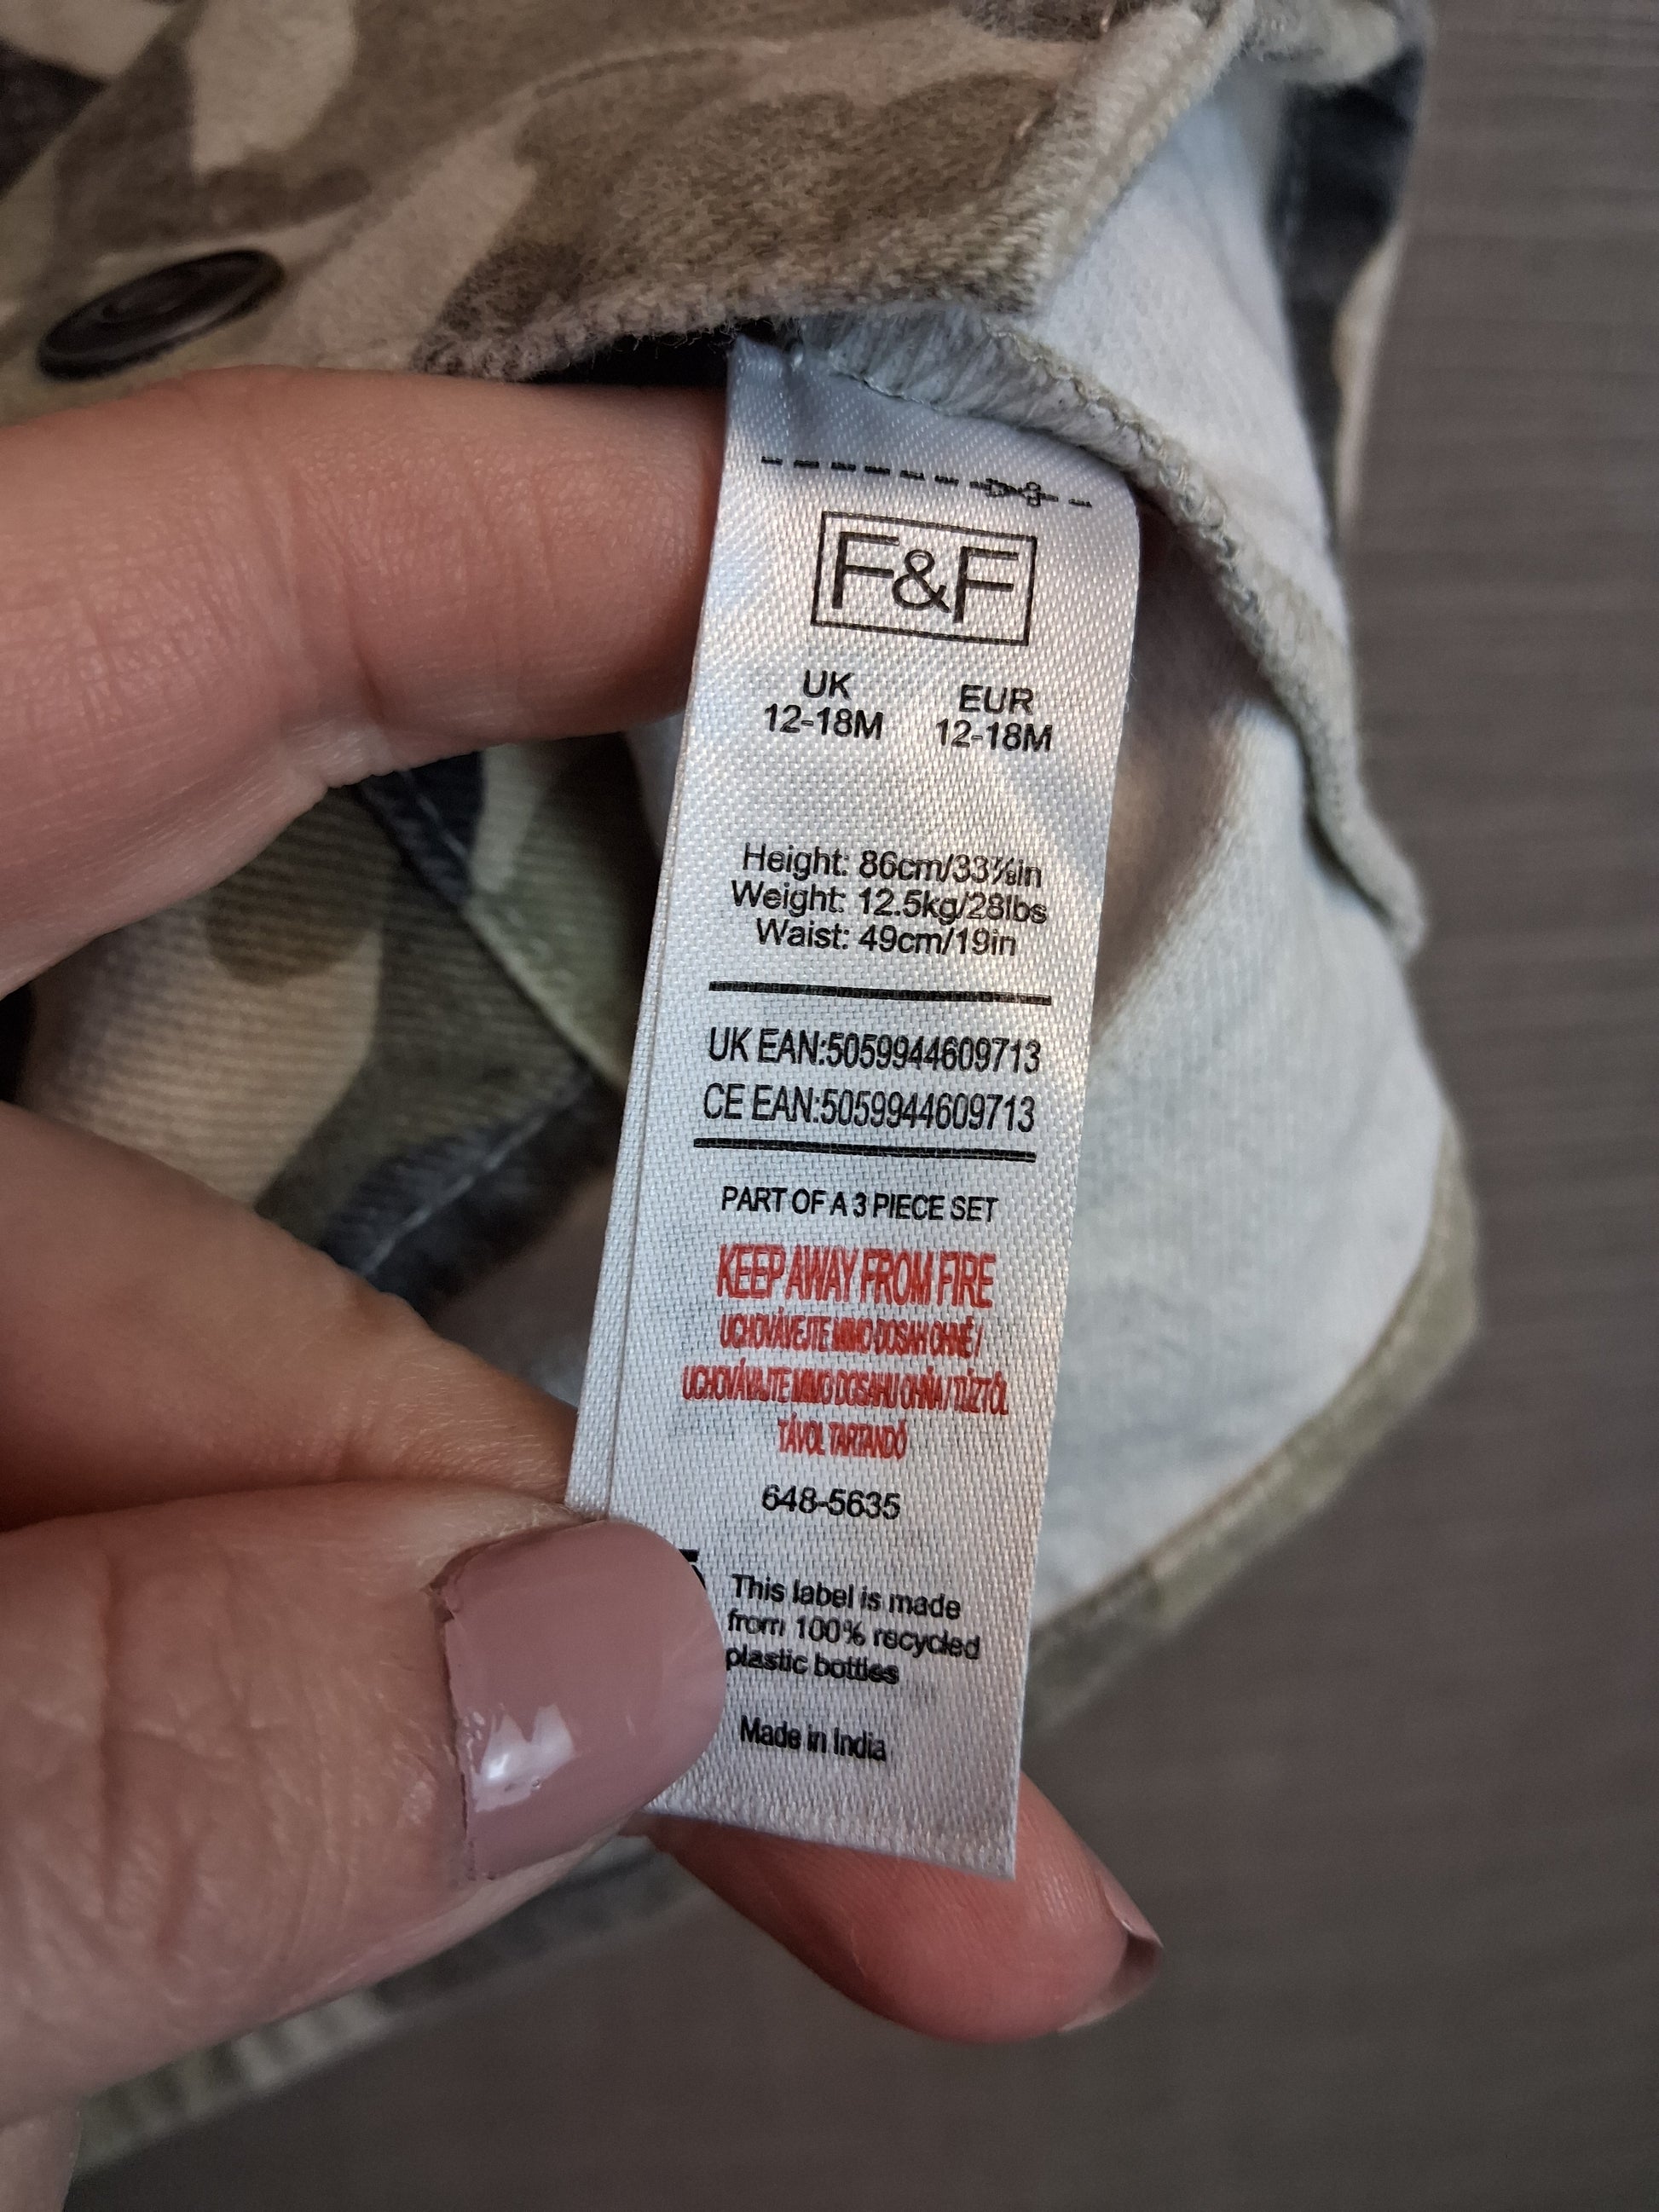 F&F
UK EUR
12-18M 12-18M
Height: 86cm/33⅞in
Weight: 12.5kg/28lbs
Waist: 49cm/19in
UK EAN:5059944609713
CE EAN:5059944609713
PART OF A 3 PIECE SET
KEEP AWAY FROM FIRE
UCHOVÁVEJTE MIMO DOSAH OHNĚ /
UCHOVÁVAJTE MIMO DOSAHU OHŇA / TŰZTŐL
TÁVOL TARTANDÓ
648-5635
This label is made
from 100% recycled
plastic bottles
Made in India